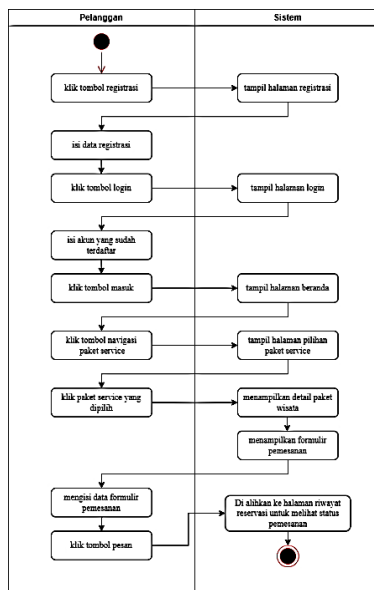 Pelanggan
Sistem
klik tombol registrasi
tampil halaman registrasi
isi data registrasi
klik tombol login
tampil halaman login
isi akun yang sudah
terdaftar
klik tombol masuk
tampil halaman beranda
klik tombol navigasi
paket service
tampil halaman pilihan
paket service
klik paket service yang
dipilih
menampilkan detail paket
wisata
menampilkan formulir
pemesanan
mengisi data formulir
pemesanan
Di alihkan ke halaman riwayat
reservasi untuk melihat status
pemesanan
klik tombol pesan